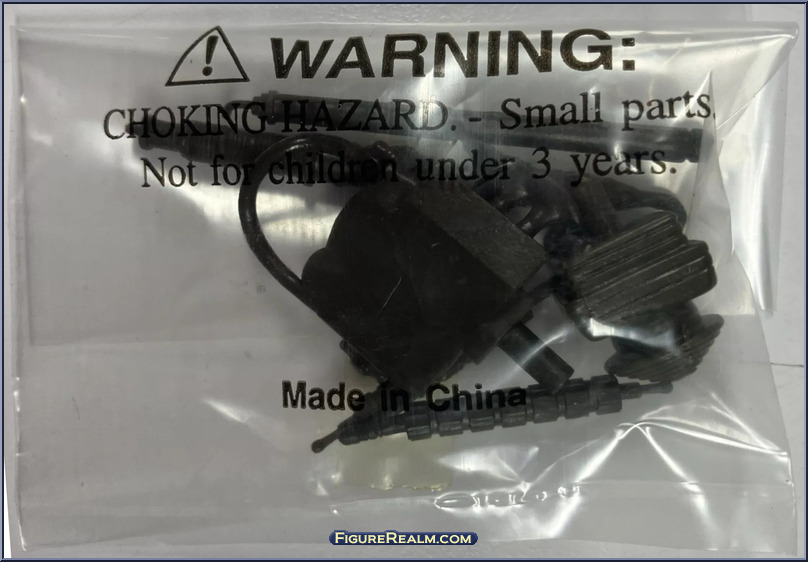 WARNING:
CHOKING HAZARD. - Small parts.
Not for children under 3 years.
Made in China
FIGUREREALM.COM